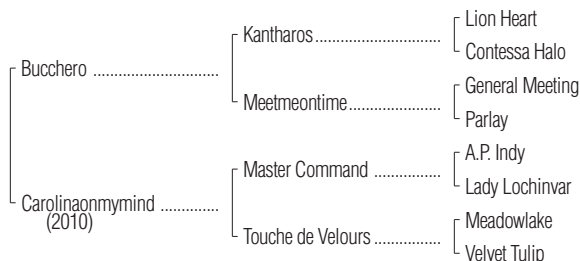 Lion Heart
Kantharos
Contessa Halo
Bucchero
General Meeting
Meetmeontime
Parlay
A.P. Indy
Master Command
Lady Lochinvar
Carolinaonmymind
(2010)
Meadowlake
Touche de Velours
Velvet Tulip